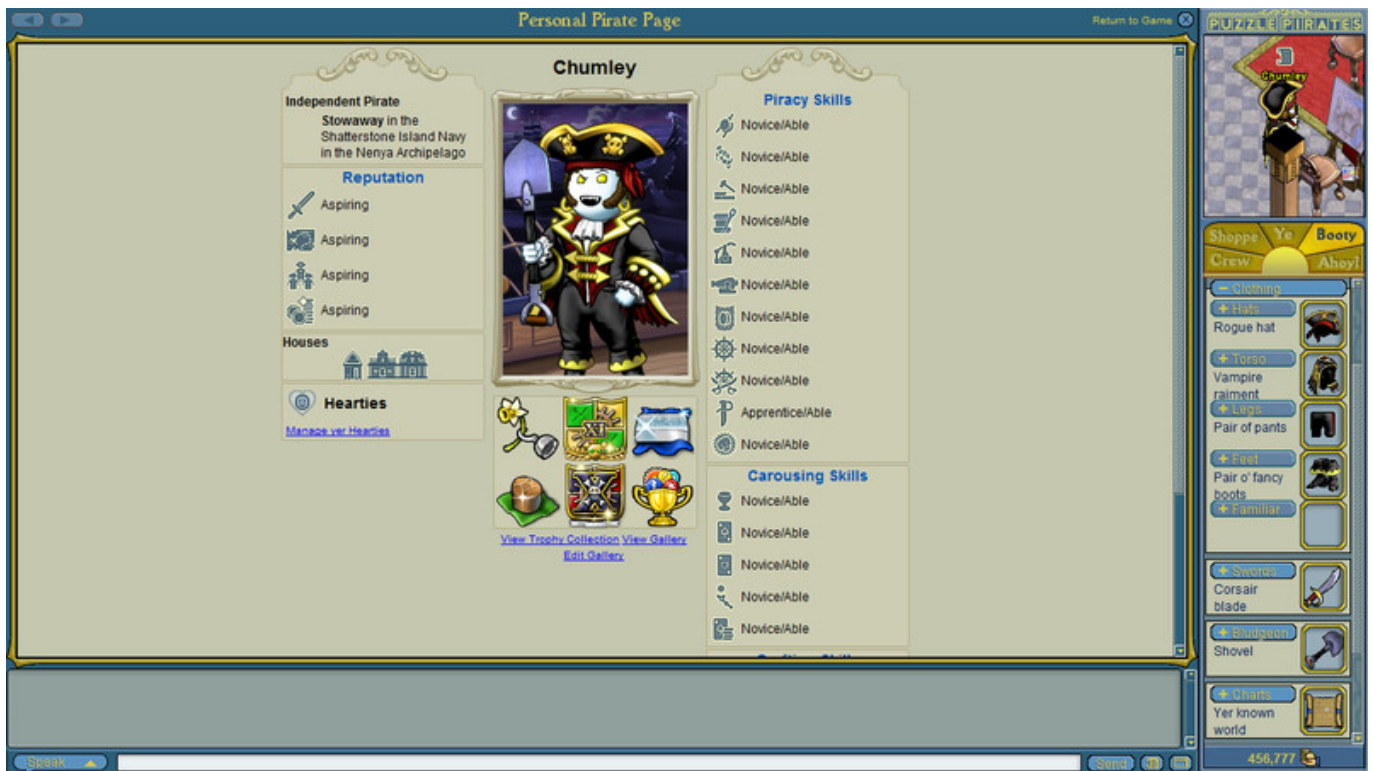 Personal Pirate Page
Return to Game
PUZZLE PIRATES
Chumley
Independent Pirate
Stowaway in the
Shatterstone Island Navy
in the Nenya Archipelago
Reputation
Aspiring
Aspiring
Aspiring
Aspiring
Houses
Hearties
Manage yer Hearties
Chumley
XI
View Trophy Collection View Gallery
Edit Gallery
Piracy Skills
Novice/Able
Novice/Able
Novice/Able
Novice/Able
Novice/Able
Novice/Able
Novice/Able
Novice/Able
Novice/Able
Apprentice/Able
Novice/Able
Carousing Skills
Novice/Able
Novice/Able
Novice/Able
Novice/Able
Novice/Able
Shoppe Ye Booty
Crew Ahoy!
Clothing
Hats
Rogue hat
Torso
Vampire
raiment
Legs
Pair of pants
Feet
Pair o' fancy
boots
Familiar
Swords
Corsair
blade
Bludgeon
Shovel
Charts
Yer known
world
456,777
Speak
Send